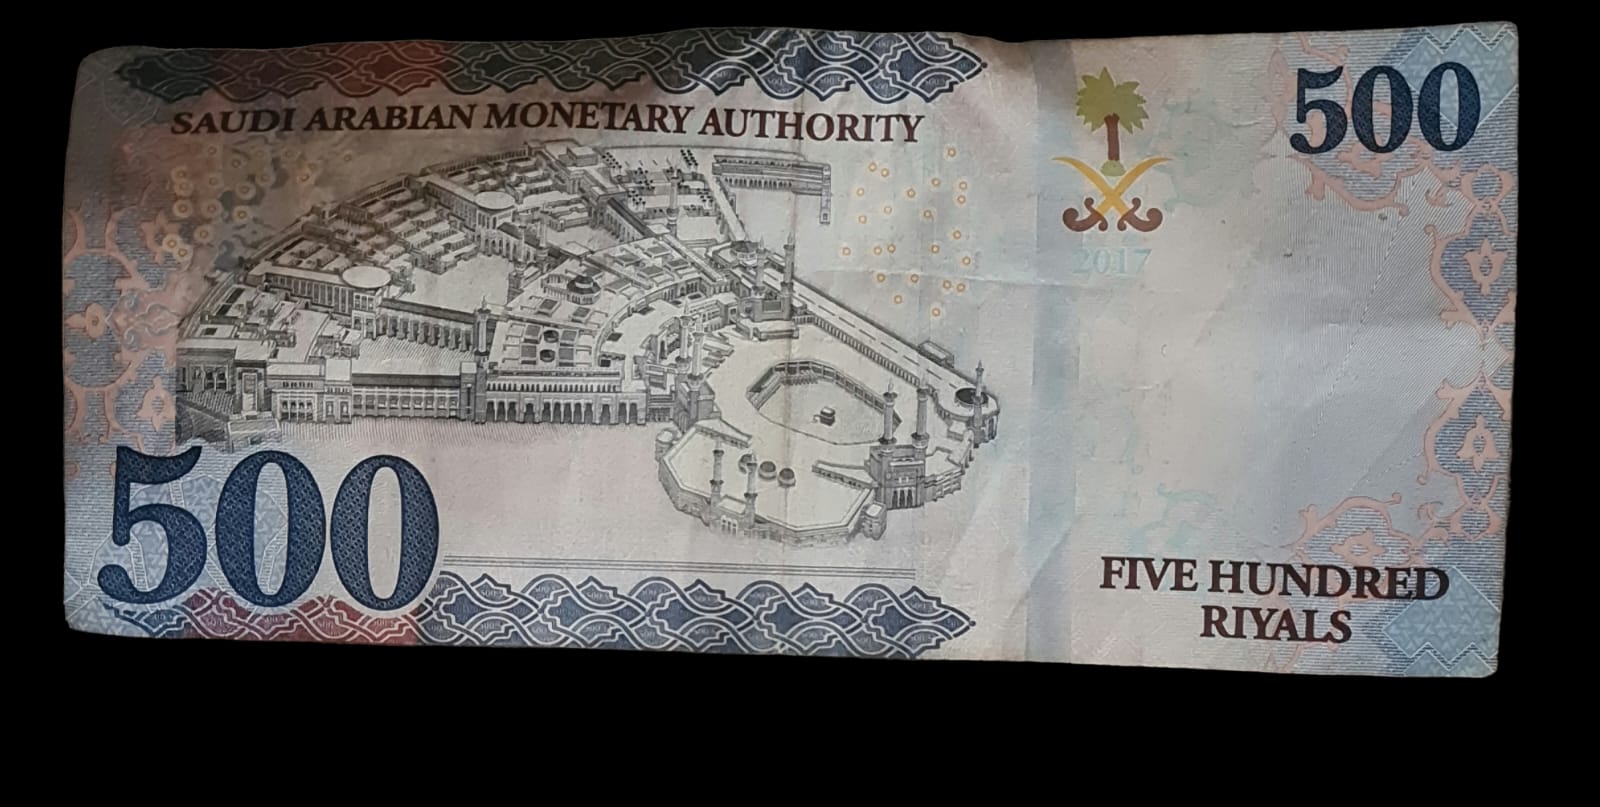 SAUDI ARABIAN MONETARY AUTHORITY
500
2017
500
FIVE HUNDRED
RIYALS